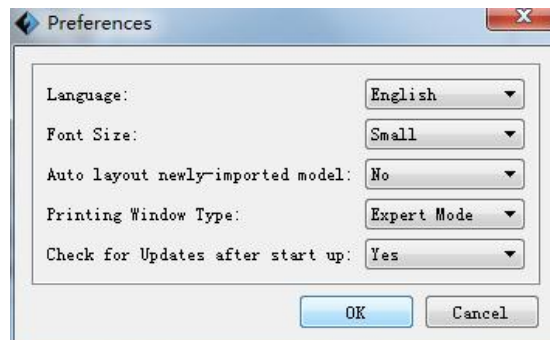 Preferences
Language: English
Font Size: Small
Auto layout newly-imported model: No
Printing Window Type: Expert Mode
Check for Updates after start up: Yes
OK Cancel